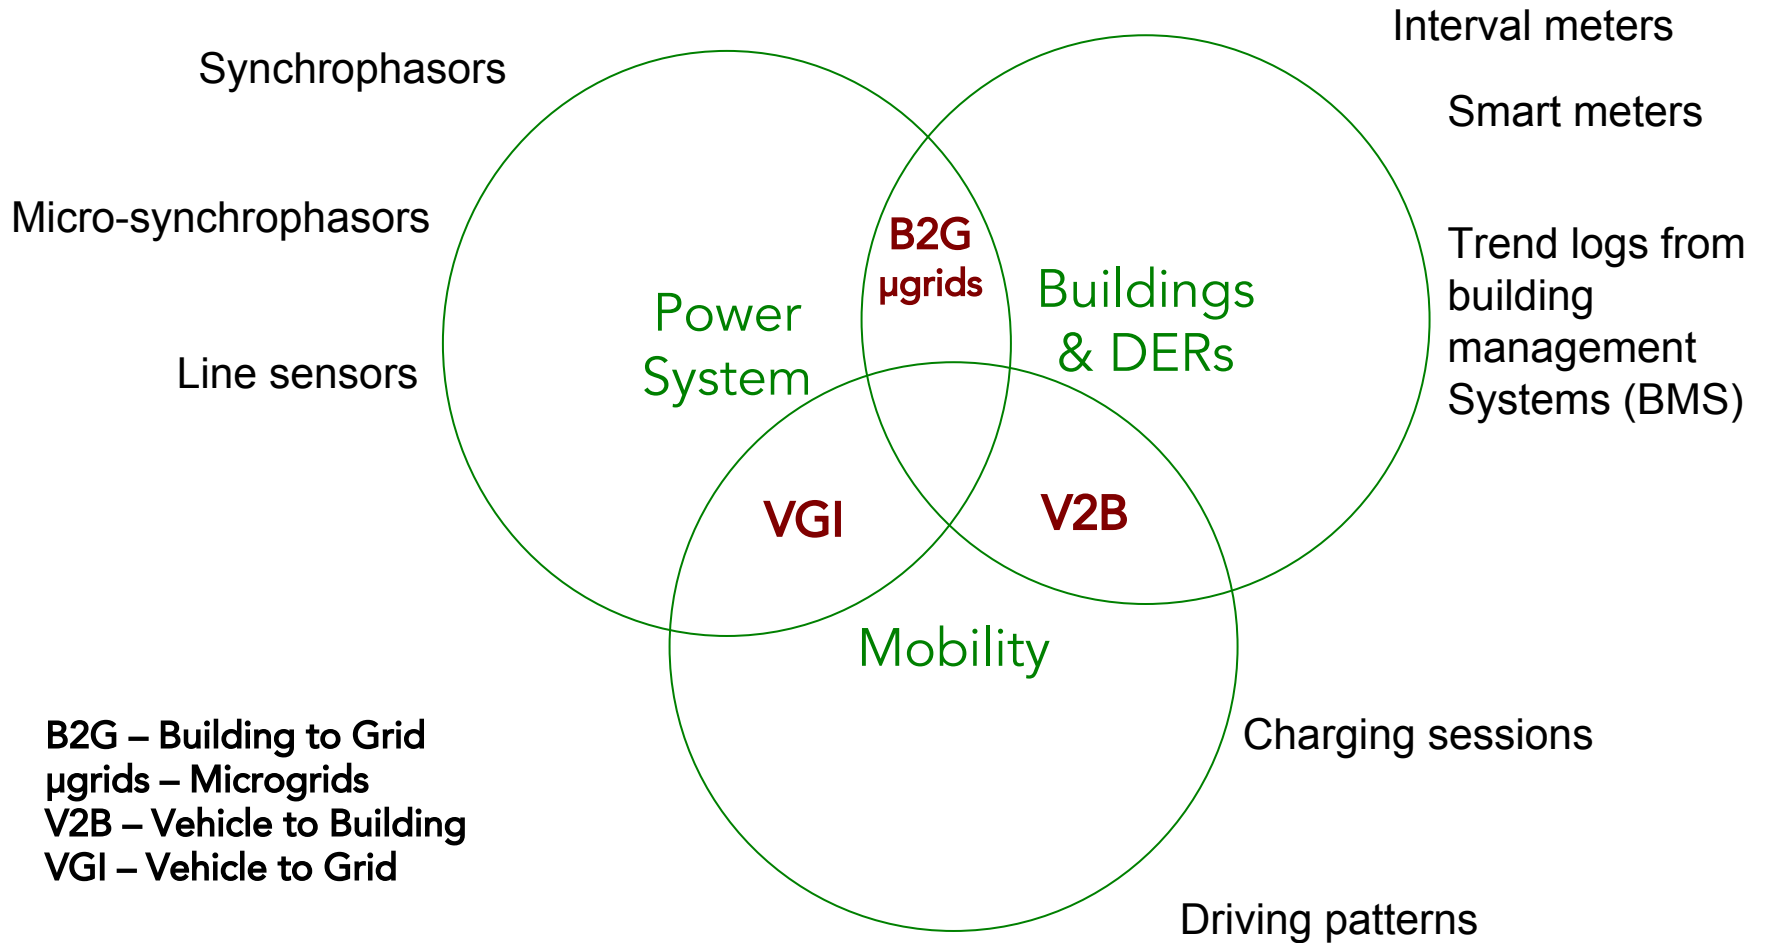 Synchrophasors
Micro-synchrophasors
Line sensors
Interval meters
Smart meters
Trend logs from
building
management
Systems (BMS)
B2G
µgrids
Power
System
Buildings
& DERs
VGI
V2B
Mobility
Charging sessions
Driving patterns
B2G – Building to Grid
µgrids – Microgrids
V2B – Vehicle to Building
VGI – Vehicle to Grid